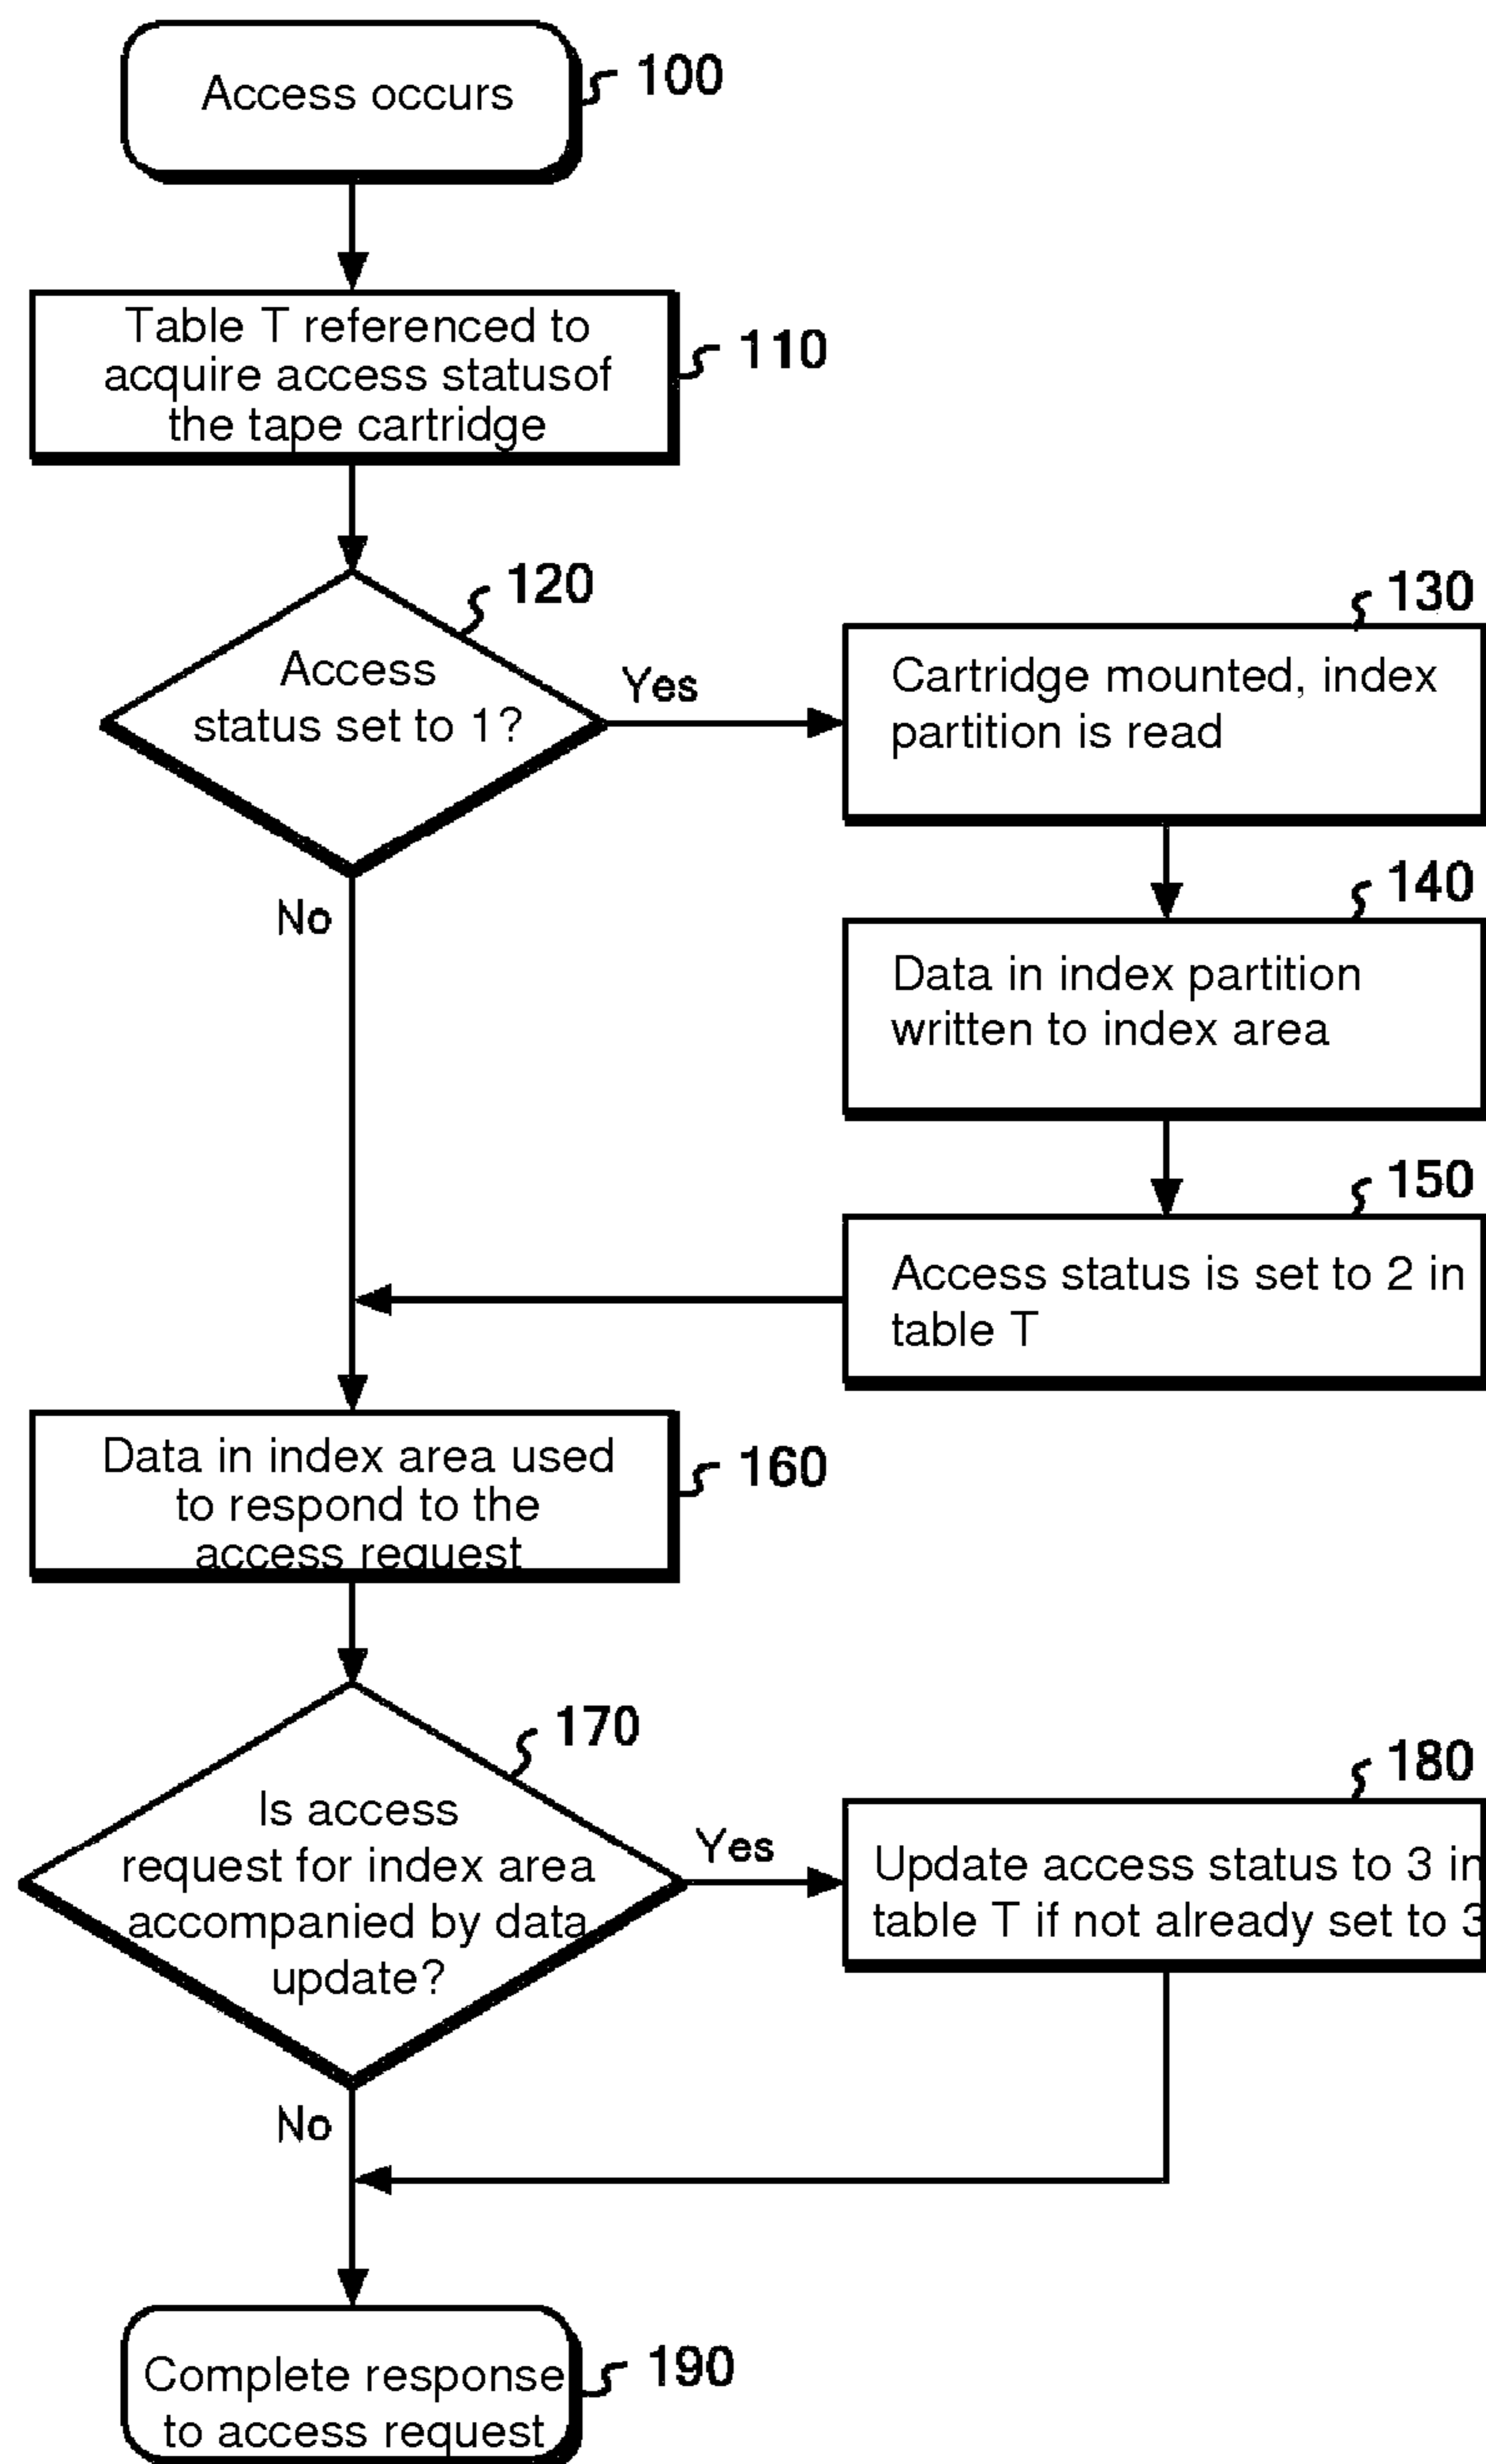 Access occurs
100
Table T referenced to
acquire access statusof
the tape cartridge
110
120
Access
status set to 1?
Yes
No
130
Cartridge mounted, index
partition is read
140
Data in index partition
written to index area
150
Access status is set to 2 in
table T
Data in index area used
to respond to the
access request
160
170
Is access
request for index area
accompanied by data
update?
Yes
No
180
Update access status to 3 in
table T if not already set to 3
Complete response
to access request
190